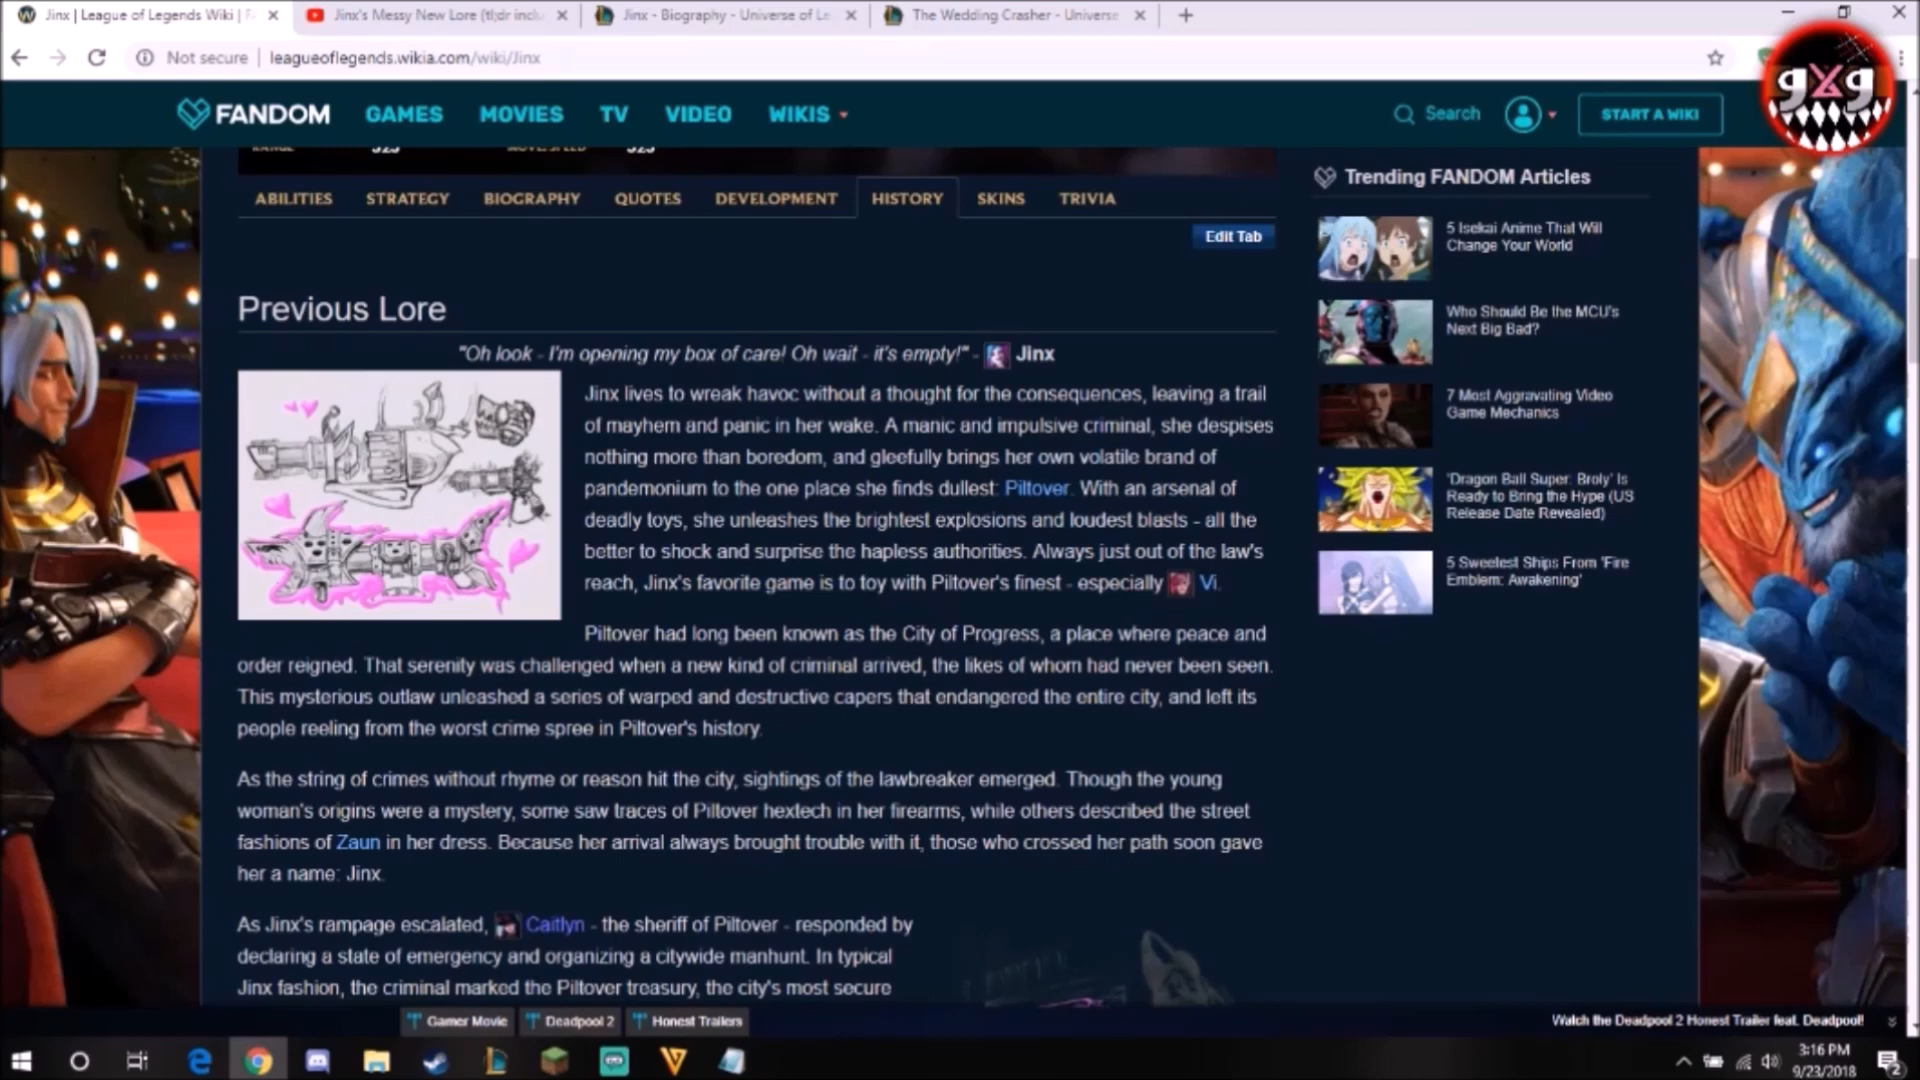 Jinx | League of Legends Wiki |
Jinx's Messy New Lore (tl;dr inclu
Jinx - Biography - Universe of Le
The Wedding Crasher - Universe
Not secure | leagueoflegends.wikia.com/wiki/Jinx
gxg
FANDOM GAMES MOVIES TV VIDEO WIKIS
Search START A WIKI
RANGE 525 MOVE. SPEED 325
ABILITIES STRATEGY BIOGRAPHY QUOTES DEVELOPMENT HISTORY SKINS TRIVIA
Edit Tab
Previous Lore
"Oh look - I'm opening my box of care! Oh wait - it's empty!" - Jinx
Jinx lives to wreak havoc without a thought for the consequences, leaving a trail
of mayhem and panic in her wake. A manic and impulsive criminal, she despises
nothing more than boredom, and gleefully brings her own volatile brand of
pandemonium to the one place she finds dullest: Piltover. With an arsenal of
deadly toys, she unleashes the brightest explosions and loudest blasts - all the
better to shock and surprise the hapless authorities. Always just out of the law's
reach, Jinx's favorite game is to toy with Piltover's finest - especially Vi.
Piltover had long been known as the City of Progress, a place where peace and
order reigned. That serenity was challenged when a new kind of criminal arrived, the likes of whom had never been seen.
This mysterious outlaw unleashed a series of warped and destructive capers that endangered the entire city, and left its
people reeling from the worst crime spree in Piltover's history.
As the string of crimes without rhyme or reason hit the city, sightings of the lawbreaker emerged. Though the young
woman's origins were a mystery, some saw traces of Piltover hextech in her firearms, while others described the street
fashions of Zaun in her dress. Because her arrival always brought trouble with it, those who crossed her path soon gave
her a name: Jinx.
As Jinx's rampage escalated, Caitlyn - the sheriff of Piltover - responded by
declaring a state of emergency and organizing a citywide manhunt. In typical
Jinx fashion, the criminal marked the Piltover treasury, the city's most secure
Trending FANDOM Articles
5 Isekai Anime That Will
Change Your World
Who Should Be the MCU's
Next Big Bad?
7 Most Aggravating Video
Game Mechanics
'Dragon Ball Super: Broly' Is
Ready to Bring the Hype (US
Release Date Revealed)
5 Sweetest Ships From 'Fire
Emblem: Awakening'
Gamer Movie Deadpool 2 Honest Trailers
Watch the Deadpool 2 Honest Trailer feat. Deadpool!
3:16 PM
9/23/2018
2